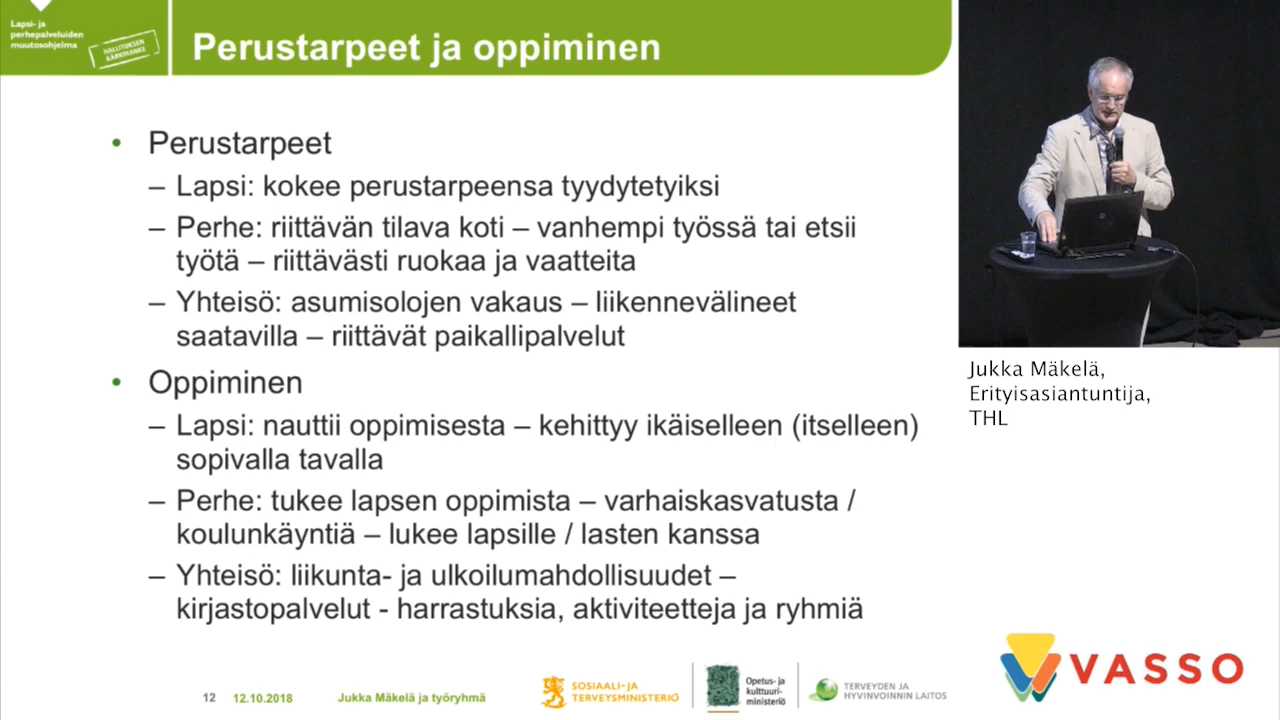 Lapsi- ja
perhepalveluiden
muutosohjelma
HALLITUKSEN
KÄRKIHANKE
Perustarpeet ja oppiminen
• Perustarpeet
– Lapsi: kokee perustarpeensa tyydytetyiksi
– Perhe: riittävän tilava koti – vanhempi työssä tai etsii
työtä – riittävästi ruokaa ja vaatteita
– Yhteisö: asumisolojen vakaus – liikennevälineet
saatavilla – riittävät paikallipalvelut
• Oppiminen
– Lapsi: nauttii oppimisesta – kehittyy ikäiselleen (itselleen)
sopivalla tavalla
– Perhe: tukee lapsen oppimista – varhaiskasvatusta /
koulunkäyntiä – lukee lapsille / lasten kanssa
– Yhteisö: liikunta- ja ulkoilumahdollisuudet –
kirjastopalvelut - harrastuksia, aktiviteetteja ja ryhmiä
Jukka Mäkelä,
Erityisasiantuntija,
THL
12 12.10.2018 Jukka Mäkelä ja työryhmä
SOSIAALI- JA
TERVEYSMINISTERIÖ
Opetus- ja
kulttuuri-
ministeriö
TERVEYDEN JA
HYVINVOINNIN LAITOS
VASSO